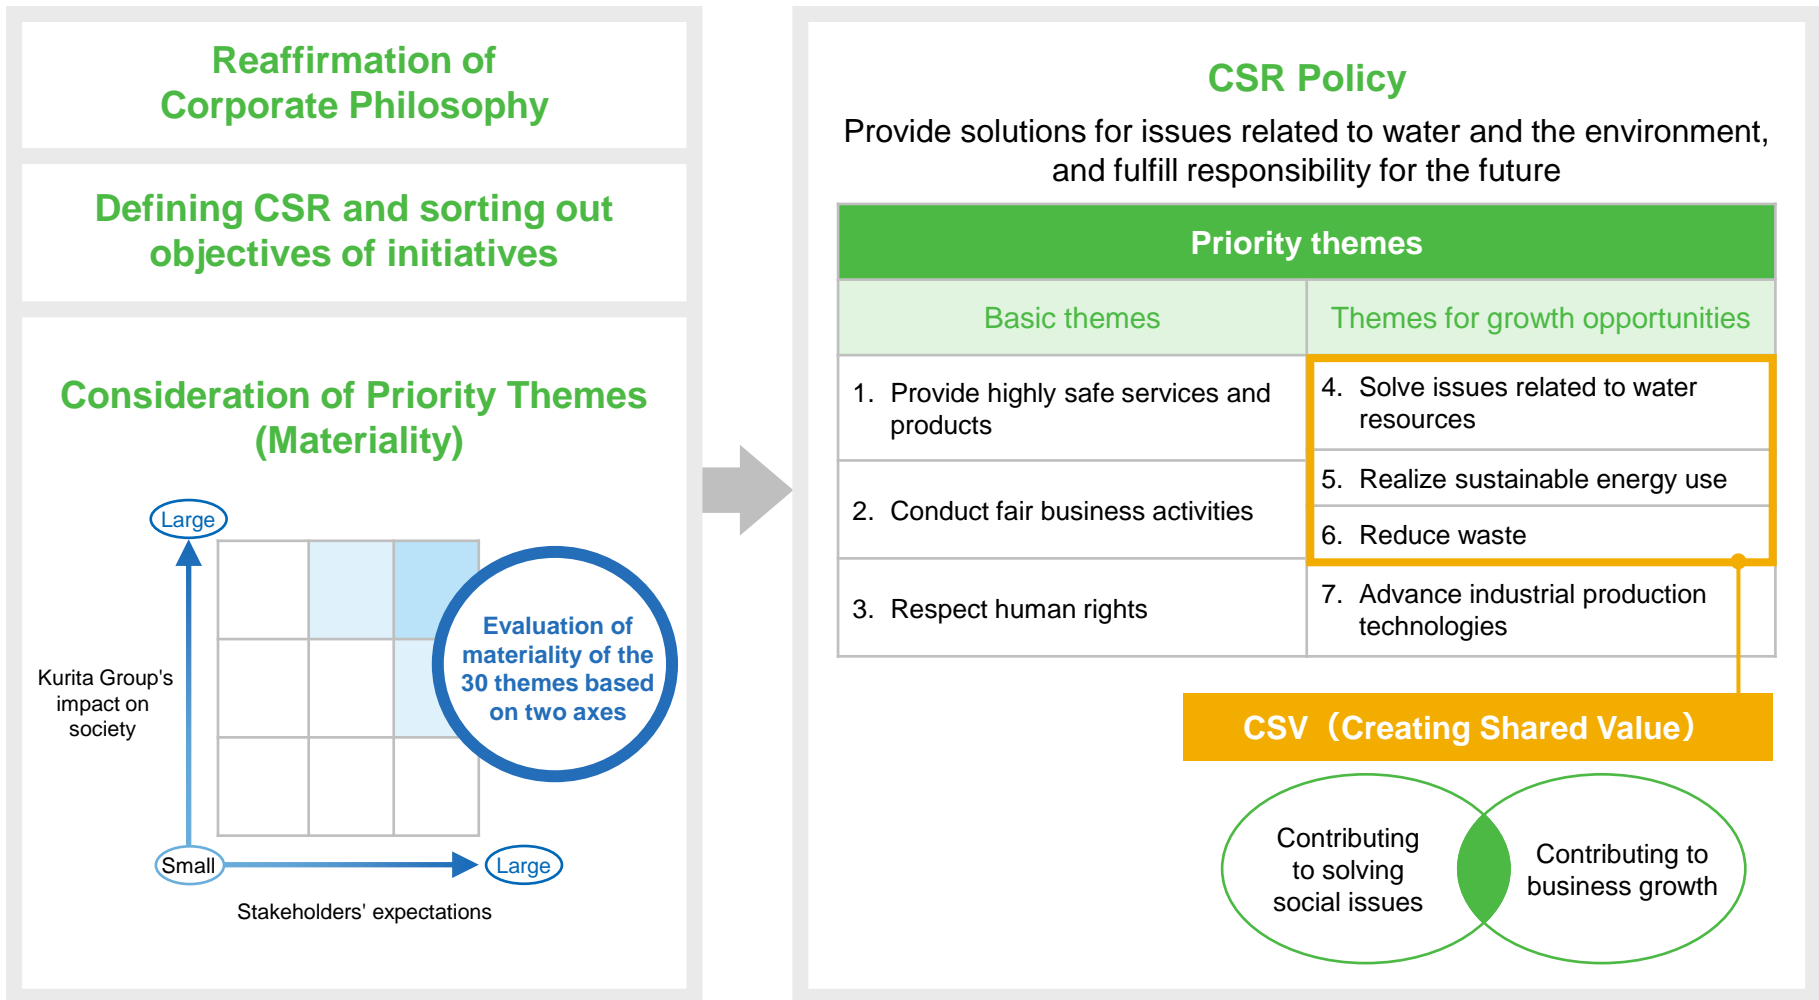 Reaffirmation of
Corporate Philosophy
Defining CSR and sorting out
objectives of initiatives
Consideration of Priority Themes
(Materiality)
Large
Kurita Group's
impact on
society
Evaluation of
materiality of the
30 themes based
on two axes
Small
Large
Stakeholders' expectations
CSR Policy
Provide solutions for issues related to water and the environment,
and fulfill responsibility for the future
Priority themes
Basic themes
Themes for growth opportunities
1. Provide highly safe services and
products
2. Conduct fair business activities
3. Respect human rights
4. Solve issues related to water
resources
5. Realize sustainable energy use
6. Reduce waste
7. Advance industrial production
technologies
CSV（Creating Shared Value）
Contributing
to solving
social issues
Contributing to
business growth